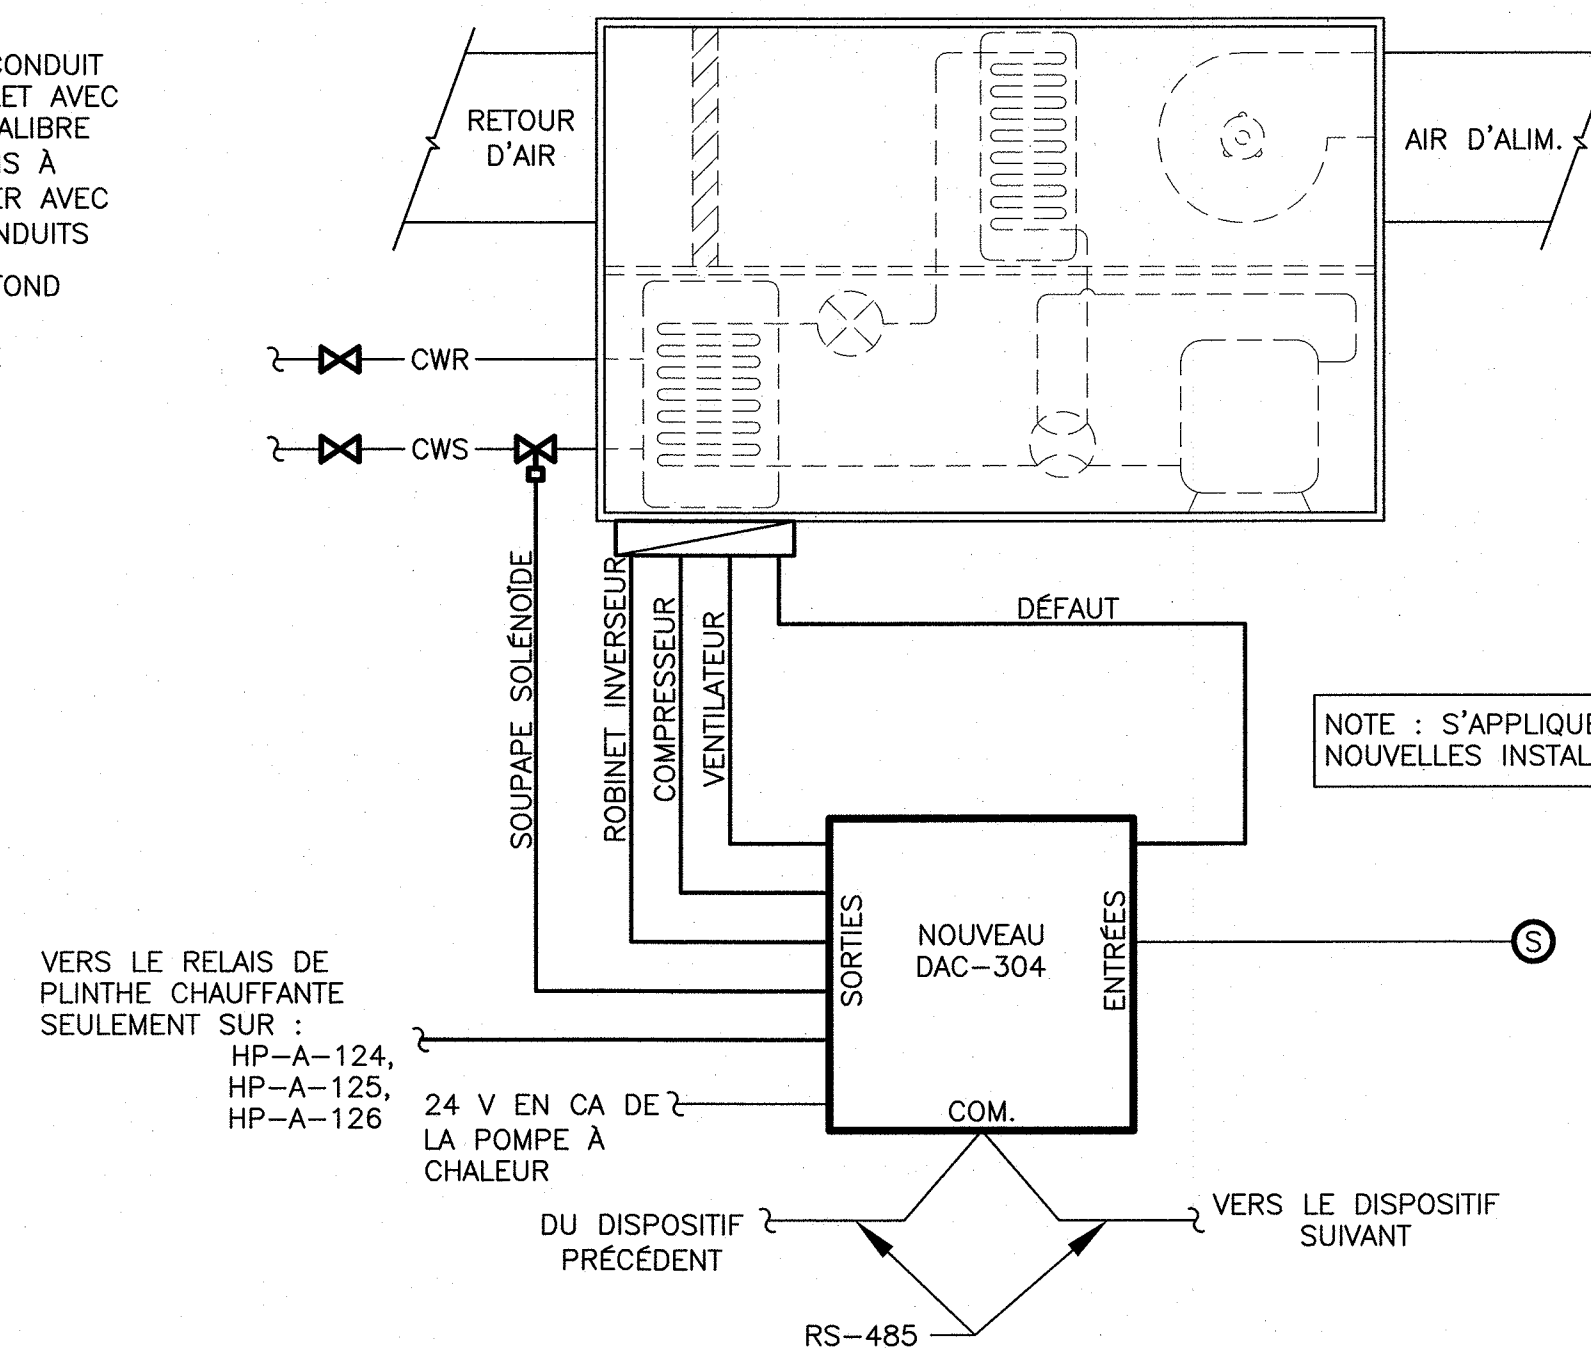 CONDUIT
ET AVEC
CALIBRE
S À
ER AVEC
NDUITS
FOND
RETOUR
D'AIR
AIR D'ALIM.
CWR
CWS
SOUPAPE SOLÉNOÏDE
ROBINET INVERSEUR
COMPRESSEUR
VENTILATEUR
DÉFAUT
NOTE : S'APPLIQUE
NOUVELLES INSTAL
SORTIES
NOUVEAU
DAC-304
ENTRÉES
S
COM.
VERS LE RELAIS DE
PLINTHE CHAUFFANTE
SEULEMENT SUR :
HP-A-124,
HP-A-125,
HP-A-126
24 V EN CA DE
LA POMPE À
CHALEUR
DU DISPOSITIF
PRÉCÉDENT
VERS LE DISPOSITIF
SUIVANT
RS-485